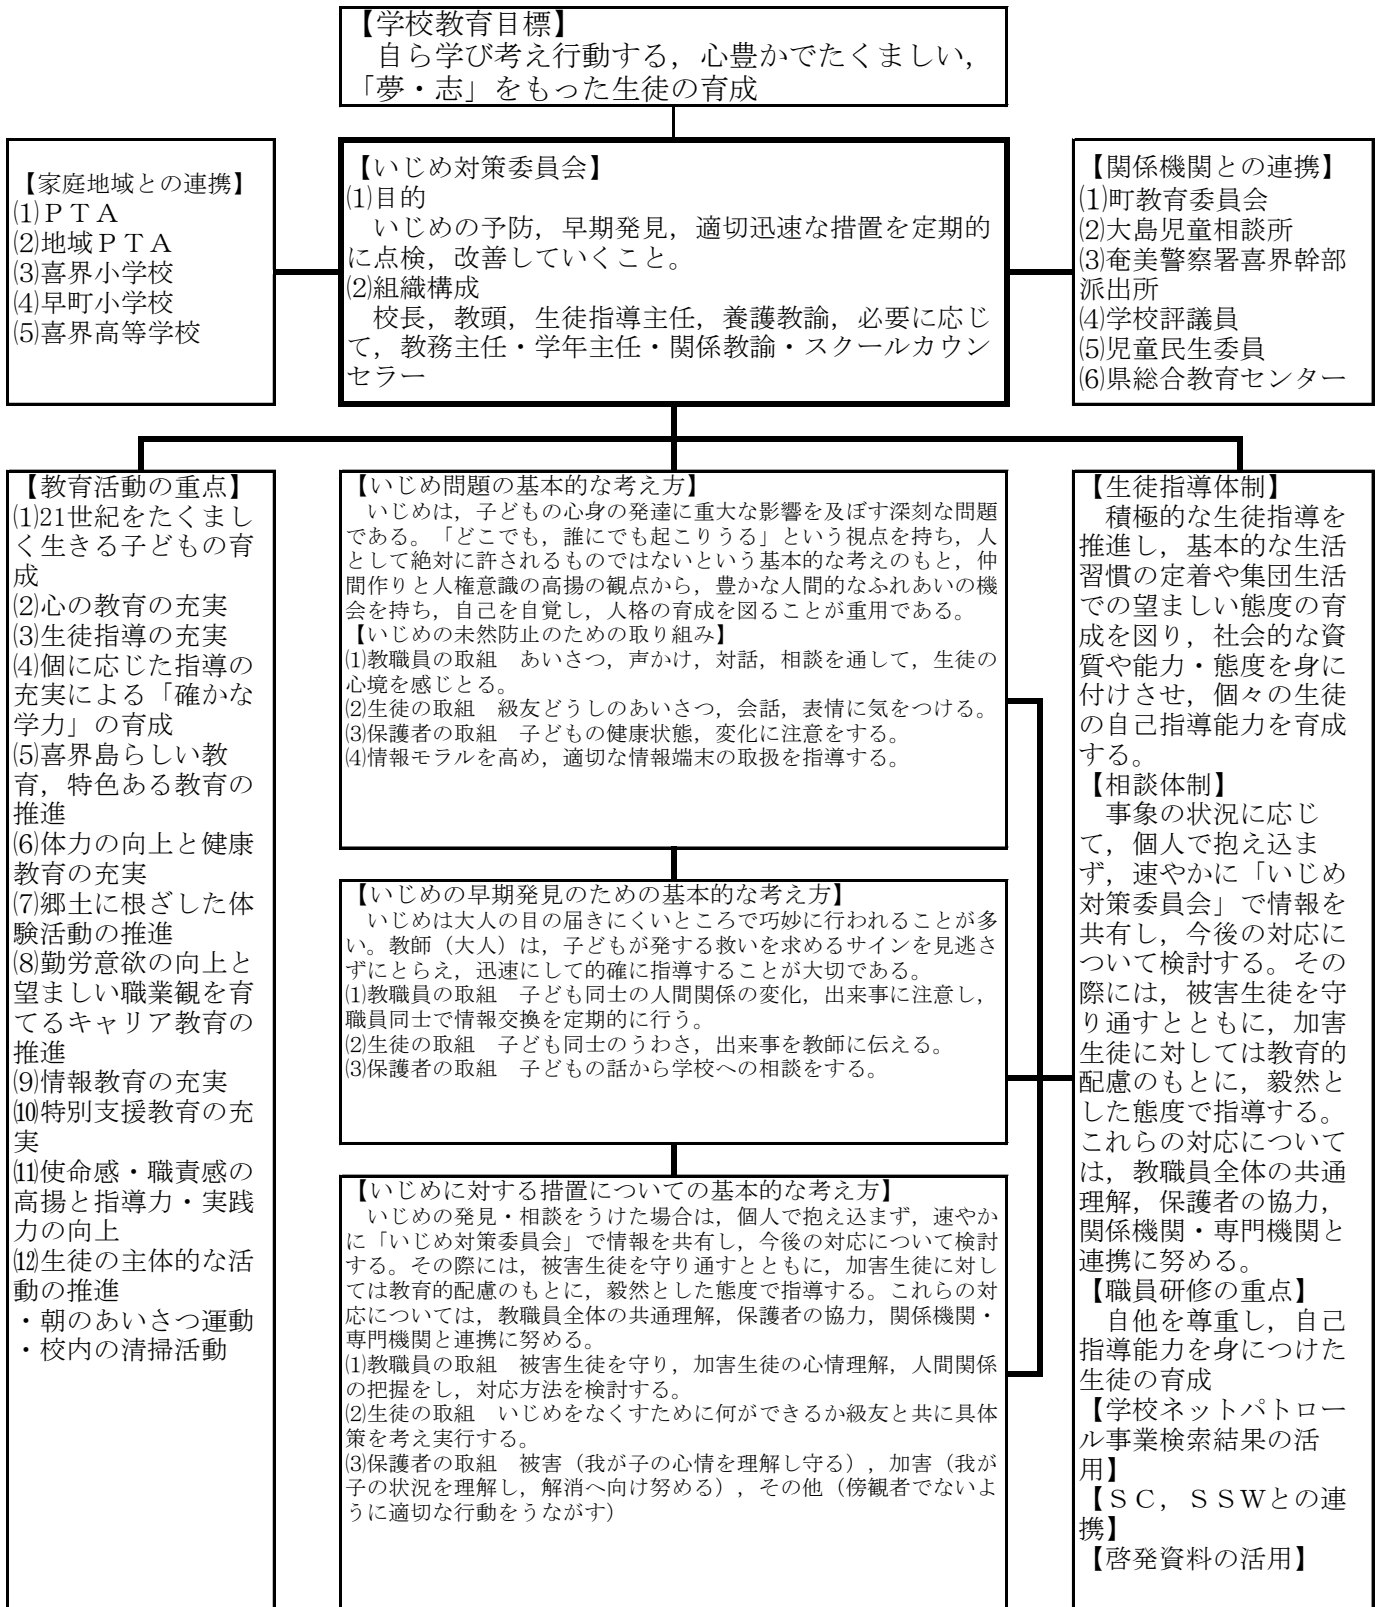 【学校教育目標】
　自ら学び考え行動する，心豊かでたくましい，
「夢・志」をもった生徒の育成
【家庭地域との連携】
⑴ＰＴＡ
⑵地域ＰＴＡ
⑶喜界小学校
⑷早町小学校
⑸喜界高等学校
【いじめ対策委員会】
⑴目的
　いじめの予防，早期発見，適切迅速な措置を定期的
に点検，改善していくこと。
⑵組織構成
　校長，教頭，生徒指導主任，養護教諭，必要に応じ
て，教務主任・学年主任・関係教諭・スクールカウン
セラー
【関係機関との連携】
⑴町教育委員会
⑵大島児童相談所
⑶奄美警察署喜界幹部
派出所
⑷学校評議員
⑸児童民生委員
⑹県総合教育センター
【教育活動の重点】
⑴21世紀をたくまし
く生きる子どもの育
成
⑵心の教育の充実
⑶生徒指導の充実
⑷個に応じた指導の
充実による「確かな
学力」の育成
⑸喜界島らしい教
育，特色ある教育の
推進
⑹体力の向上と健康
教育の充実
⑺郷土に根ざした体
験活動の推進
⑻勤労意欲の向上と
望ましい職業観を育
てるキャリア教育の
推進
⑼情報教育の充実
⑽特別支援教育の充
実
⑾使命感・職責感の
高揚と指導力・実践
力の向上
⑿生徒の主体的な活
動の推進
・朝のあいさつ運動
・校内の清掃活動
【いじめ問題の基本的な考え方】
　いじめは，子どもの心身の発達に重大な影響を及ぼす深刻な問題
である。「どこでも，誰にでも起こりうる」という視点を持ち，人
として絶対に許されるものではないという基本的な考えのもと，仲
間作りと人権意識の高揚の観点から，豊かな人間的なふれあいの機
会を持ち，自己を自覚し，人格の育成を図ることが重用である。
【いじめの未然防止のための取り組み】
⑴教職員の取組　あいさつ，声かけ，対話，相談を通して，生徒の
心境を感じとる。
⑵生徒の取組　級友どうしのあいさつ，会話，表情に気をつける。
⑶保護者の取組　子どもの健康状態，変化に注意をする。
⑷情報モラルを高め，適切な情報端末の取扱を指導する。
【いじめの早期発見のための基本的な考え方】
　いじめは大人の目の届きにくいところで巧妙に行われることが多
い。教師（大人）は，子どもが発する救いを求めるサインを見逃さ
ずにとらえ，迅速にして的確に指導することが大切である。
⑴教職員の取組　子ども同士の人間関係の変化，出来事に注意し，
職員同士で情報交換を定期的に行う。
⑵生徒の取組　子ども同士のうわさ，出来事を教師に伝える。
⑶保護者の取組　子どもの話から学校への相談をする。
【いじめに対する措置についての基本的な考え方】
　いじめの発見・相談をうけた場合は，個人で抱え込まず，速やか
に「いじめ対策委員会」で情報を共有し，今後の対応について検討
する。その際には，被害生徒を守り通すとともに，加害生徒に対し
ては教育的配慮のもとに，毅然とした態度で指導する。これらの対
応については，教職員全体の共通理解，保護者の協力，関係機関・
専門機関と連携に努める。
⑴教職員の取組　被害生徒を守り，加害生徒の心情理解，人間関係
の把握をし，対応方法を検討する。
⑵生徒の取組　いじめをなくすために何ができるか級友と共に具体
策を考え実行する。
⑶保護者の取組　被害（我が子の心情を理解し守る），加害（我が
子の状況を理解し，解消へ向け努める），その他（傍観者でないよ
うに適切な行動をうながす）
【生徒指導体制】
　積極的な生徒指導を
推進し，基本的な生活
習慣の定着や集団生活
での望ましい態度の育
成を図り，社会的な資
質や能力・態度を身に
付けさせ，個々の生徒
の自己指導能力を育成
する。
【相談体制】
　事象の状況に応じ
て，個人で抱え込ま
ず，速やかに「いじめ
対策委員会」で情報を
共有し，今後の対応に
ついて検討する。その
際には，被害生徒を守
り通すとともに，加害
生徒に対しては教育的
配慮のもとに，毅然と
した態度で指導する。
これらの対応について
は，教職員全体の共通
理解，保護者の協力，
関係機関・専門機関と
連携に努める。
【職員研修の重点】
　自他を尊重し，自己
指導能力を身につけた
生徒の育成
【学校ネットパトロー
ル事業検索結果の活
用】
【ＳＣ，ＳＳＷとの連
携】
【啓発資料の活用】